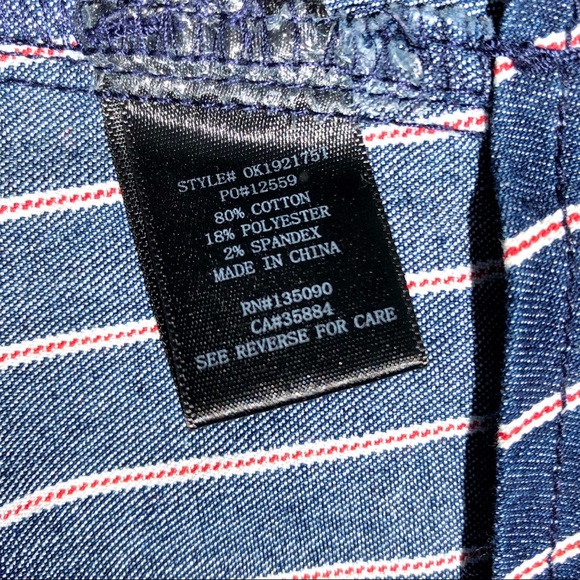 STYLE# OK1921751
PO#12559
80% COTTON
18% POLYESTER
2% SPANDEX
MADE IN CHINA
RN#135090
CA#35884
SEE REVERSE FOR CARE